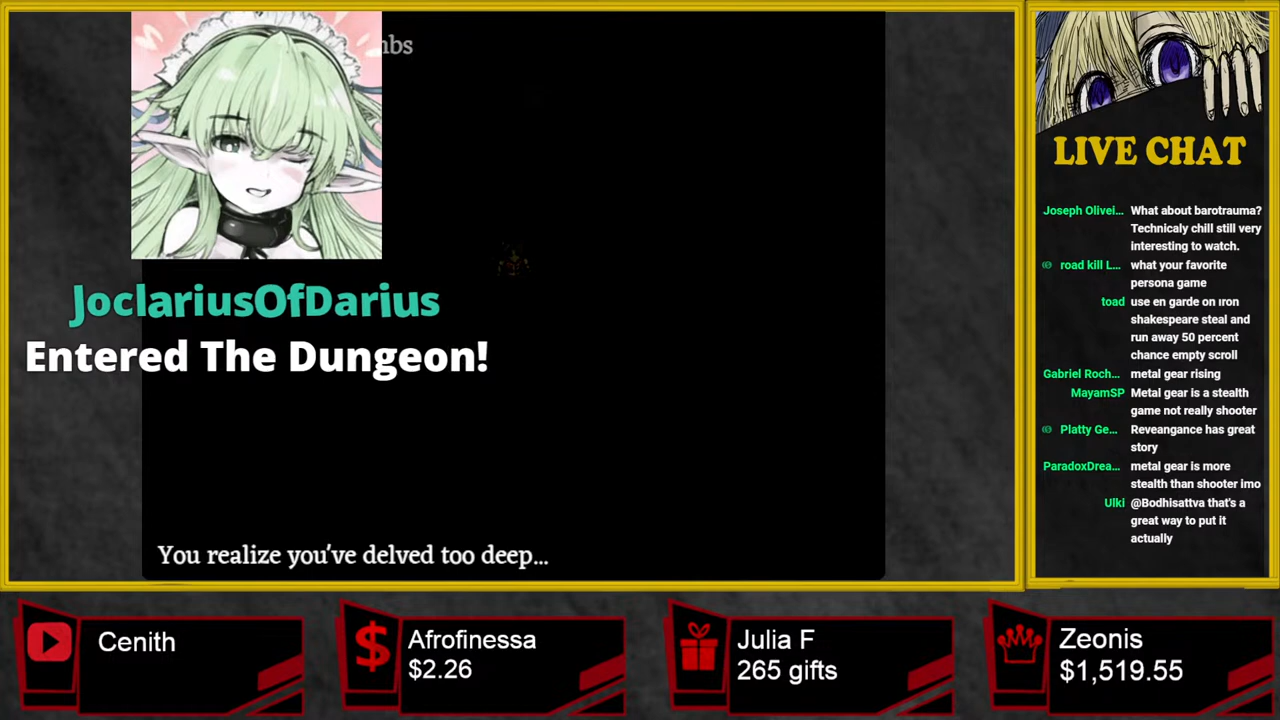 JoclariusOfDarius
Entered The Dungeon!
You realize you've delved too deep...
LIVE CHAT
Joseph Olivei... What about barotrauma?
Technicaly chill still very
interesting to watch.
road kill L... what your favorite
persona game
toad use en garde on ıron
shakespeare steal and
run away 50 percent
chance empty scroll
Gabriel Roch... metal gear rising
MayamSP Metal gear is a stealth
game not really shooter
Platty Ge... Reveangance has great
story
ParadoxDrea... metal gear is more
stealth than shooter imo
Ulki @Bodhisattva that's a
great way to put it
actually
Cenith
Afrofinessa
$2.26
Julia F
265 gifts
Zeonis
$1,519.55